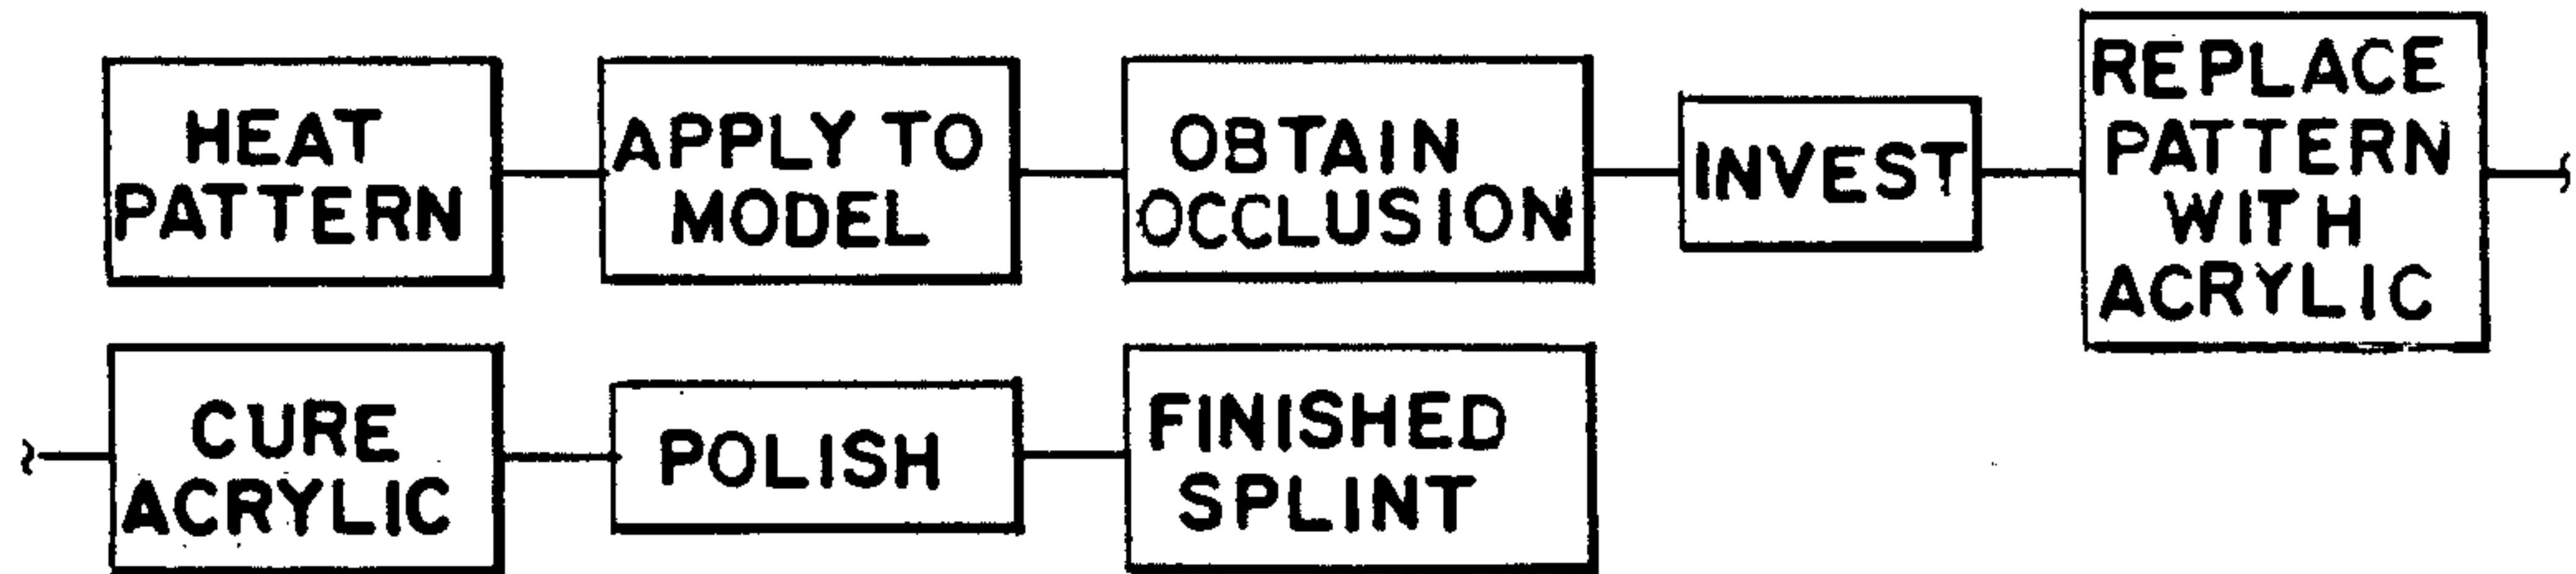 HEAT
PATTERN
APPLY TO
MODEL
OBTAIN
OCCLUSION
INVEST
REPLACE
PATTERN
WITH
ACRYLIC
CURE
ACRYLIC
POLISH
FINISHED
SPLINT